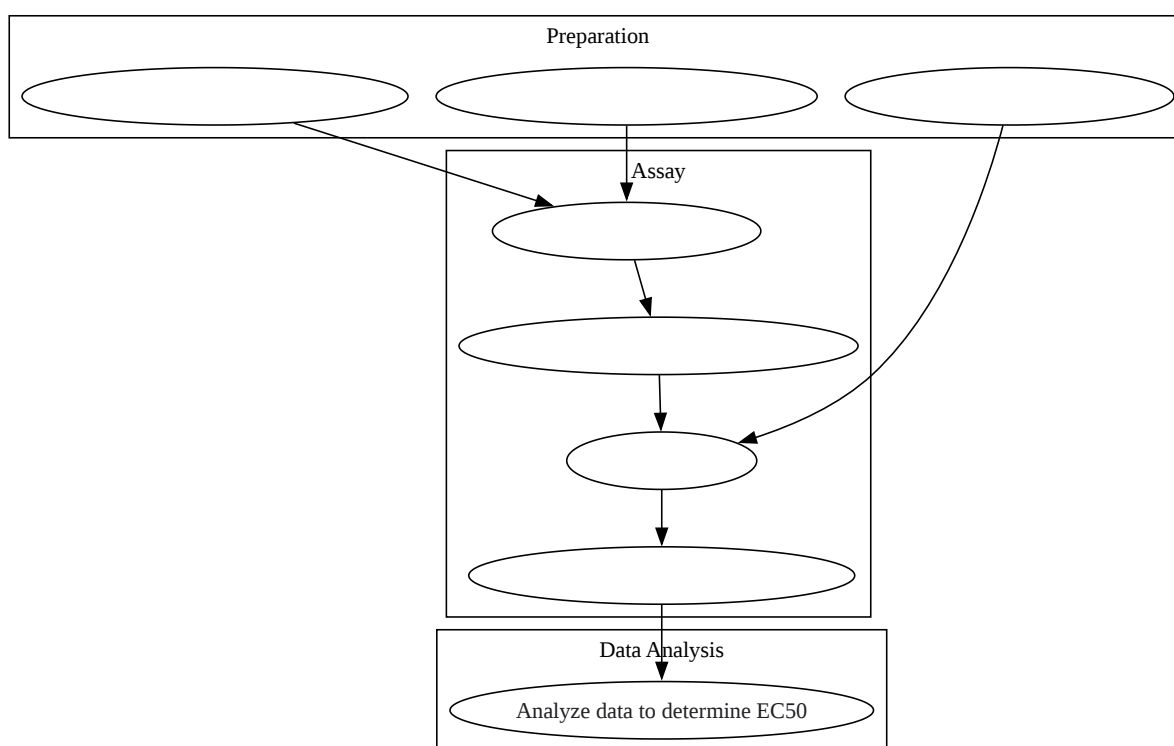 Preparation
Assay
Data Analysis
Analyze data to determine EC50